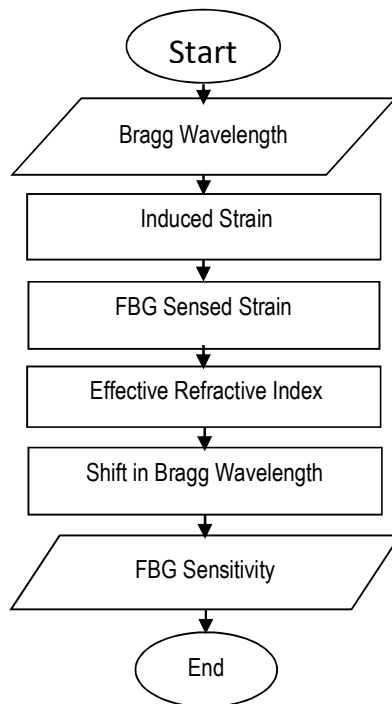 Start
Bragg Wavelength
Induced Strain
FBG Sensed Strain
Effective Refractive Index
Shift in Bragg Wavelength
FBG Sensitivity
End